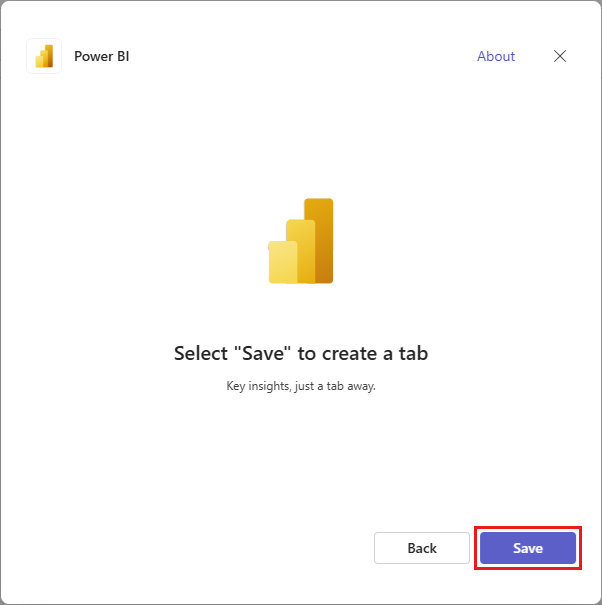 Power BI
About
Select "Save" to create a tab
Key insights, just a tab away.
Back
Save